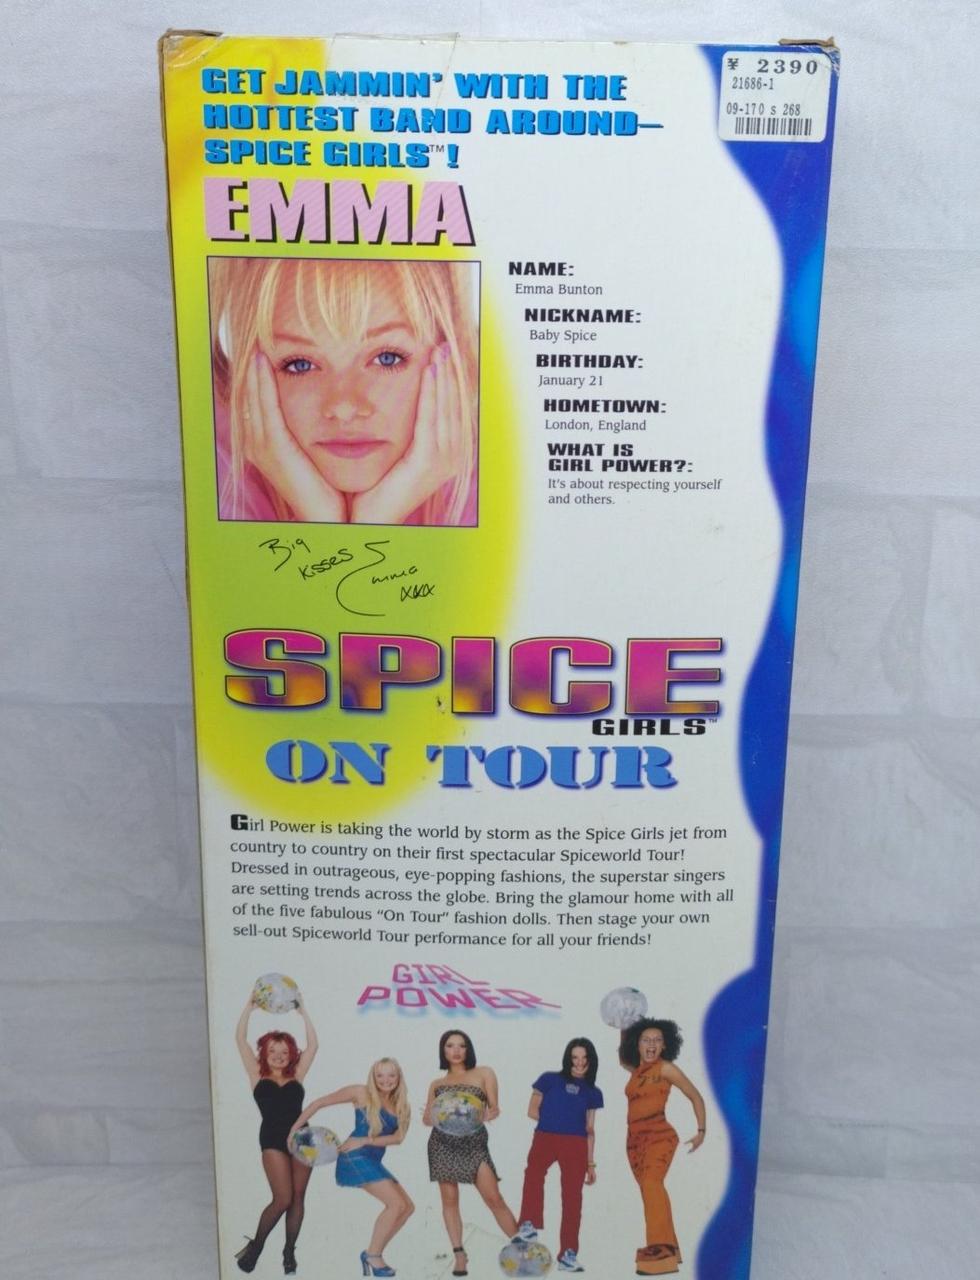 GET JAMMIN' WITH THE
HOTTEST BAND AROUND—
SPICE GIRLS™!
¥ 2390
21686-1
09-170 s 268
EMMA
NAME:
Emma Bunton
NICKNAME:
Baby Spice
BIRTHDAY:
January 21
HOMETOWN:
London, England
WHAT IS
GIRL POWER?:
It's about respecting yourself
and others.
Big
Kisses
Emma
xxx
SPICE
GIRLS™
ON TOUR
Girl Power is taking the world by storm as the Spice Girls jet from
country to country on their first spectacular Spiceworld Tour!
Dressed in outrageous, eye-popping fashions, the superstar singers
are setting trends across the globe. Bring the glamour home with all
of the five fabulous "On Tour" fashion dolls. Then stage your own
sell-out Spiceworld Tour performance for all your friends!
GIRL
POWER